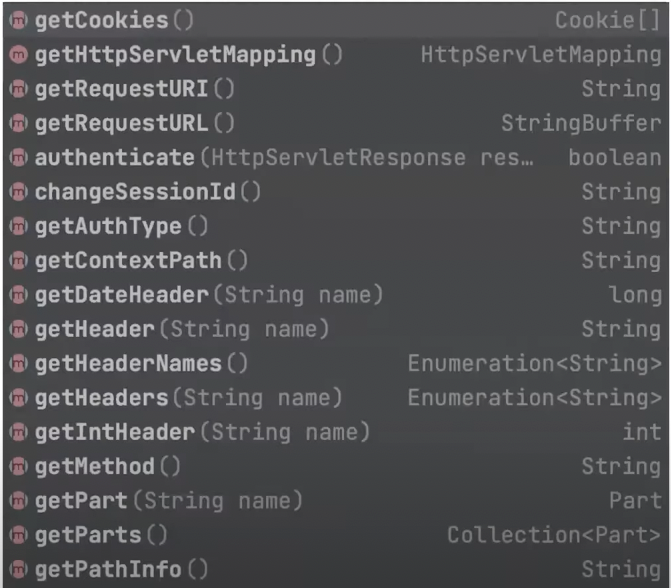 getCookies() Cookie[]
getHttpServletMapping() HttpServletMapping
getRequestURI() String
getRequestURL() StringBuffer
authenticate(HttpServletResponse res… boolean
changeSessionId() String
getAuthType() String
getContextPath() String
getDateHeader(String name) long
getHeader(String name) String
getHeaderNames() Enumeration<String>
getHeaders(String name) Enumeration<String>
getIntHeader(String name) int
getMethod() String
getPart(String name) Part
getParts() Collection<Part>
getPathInfo() String